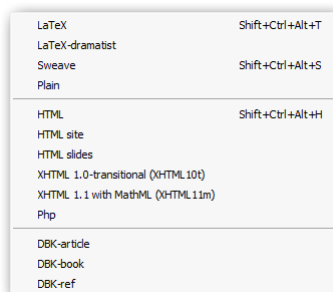 LaTeX Shift+Ctrl+Alt+T
LaTeX-dramatist
Sweave Shift+Ctrl+Alt+S
Plain
HTML Shift+Ctrl+Alt+H
HTML site
HTML slides
XHTML 1.0-transitional (XHTML10t)
XHTML 1.1 with MathML (XHTML11m)
Php
DBK-article
DBK-book
DBK-ref